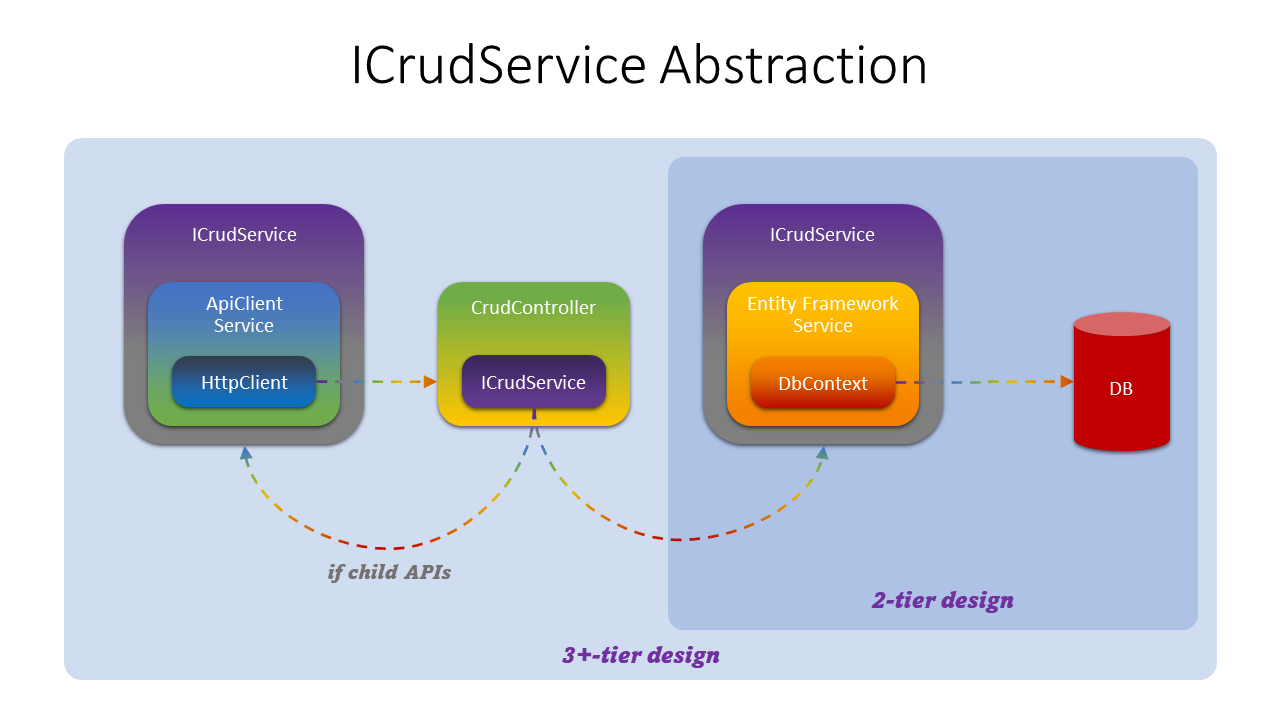 ICrudService Abstraction
ICrudService
ApiClient
Service
HttpClient
CrudController
ICrudService
ICrudService
Entity Framework
Service
DbContext
DB
if child APIs
2-tier design
3+-tier design